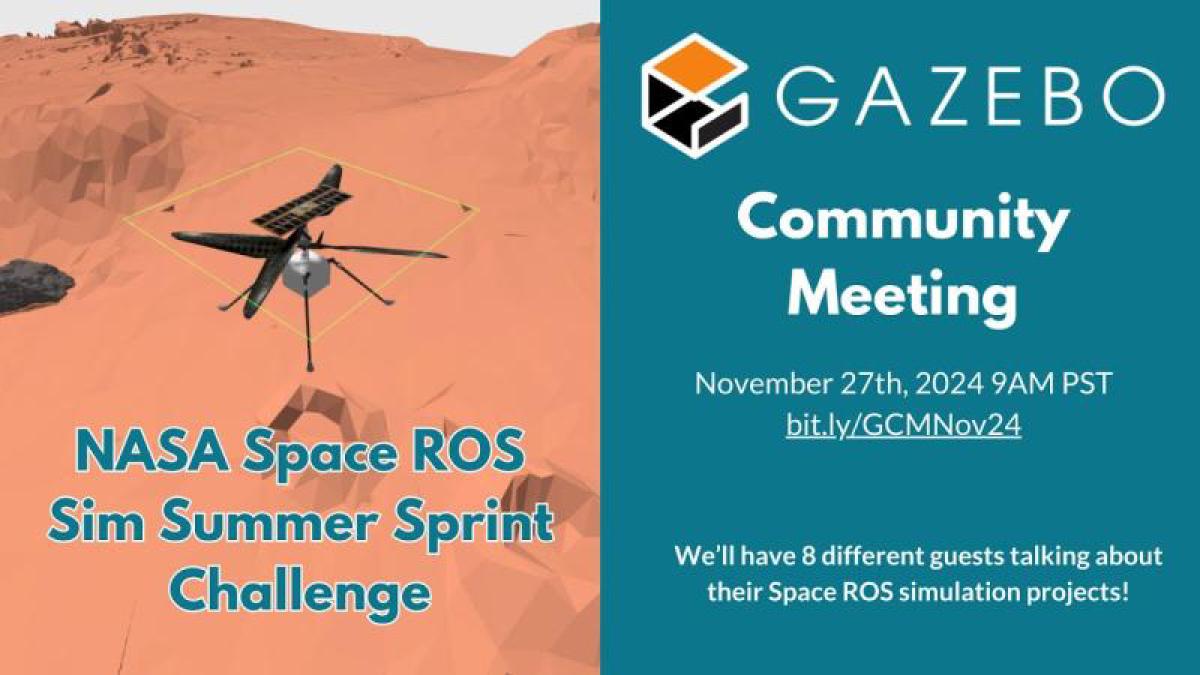 NASA Space ROS
Sim Summer Sprint
Challenge
GAZEBO
Community
Meeting
November 27th, 2024 9AM PST
bit.ly/GCMNov24
We'll have 8 different guests talking about
their Space ROS simulation projects!